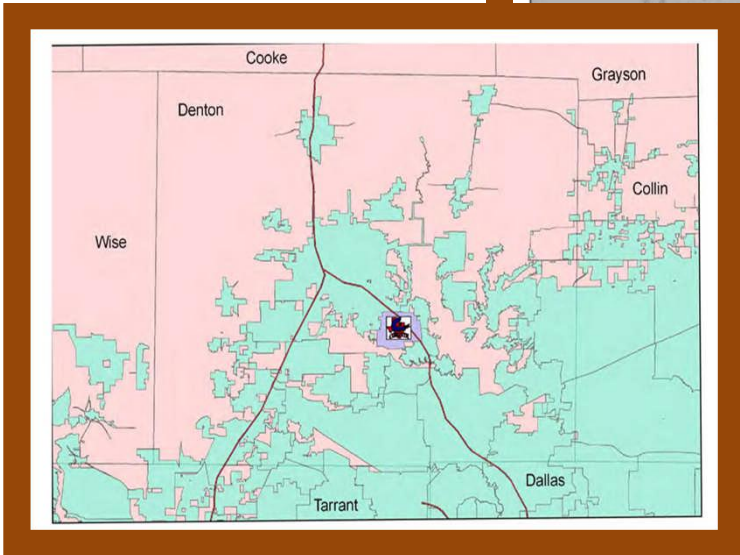 Cooke
Grayson
Denton
Collin
Wise
Dallas
Tarrant